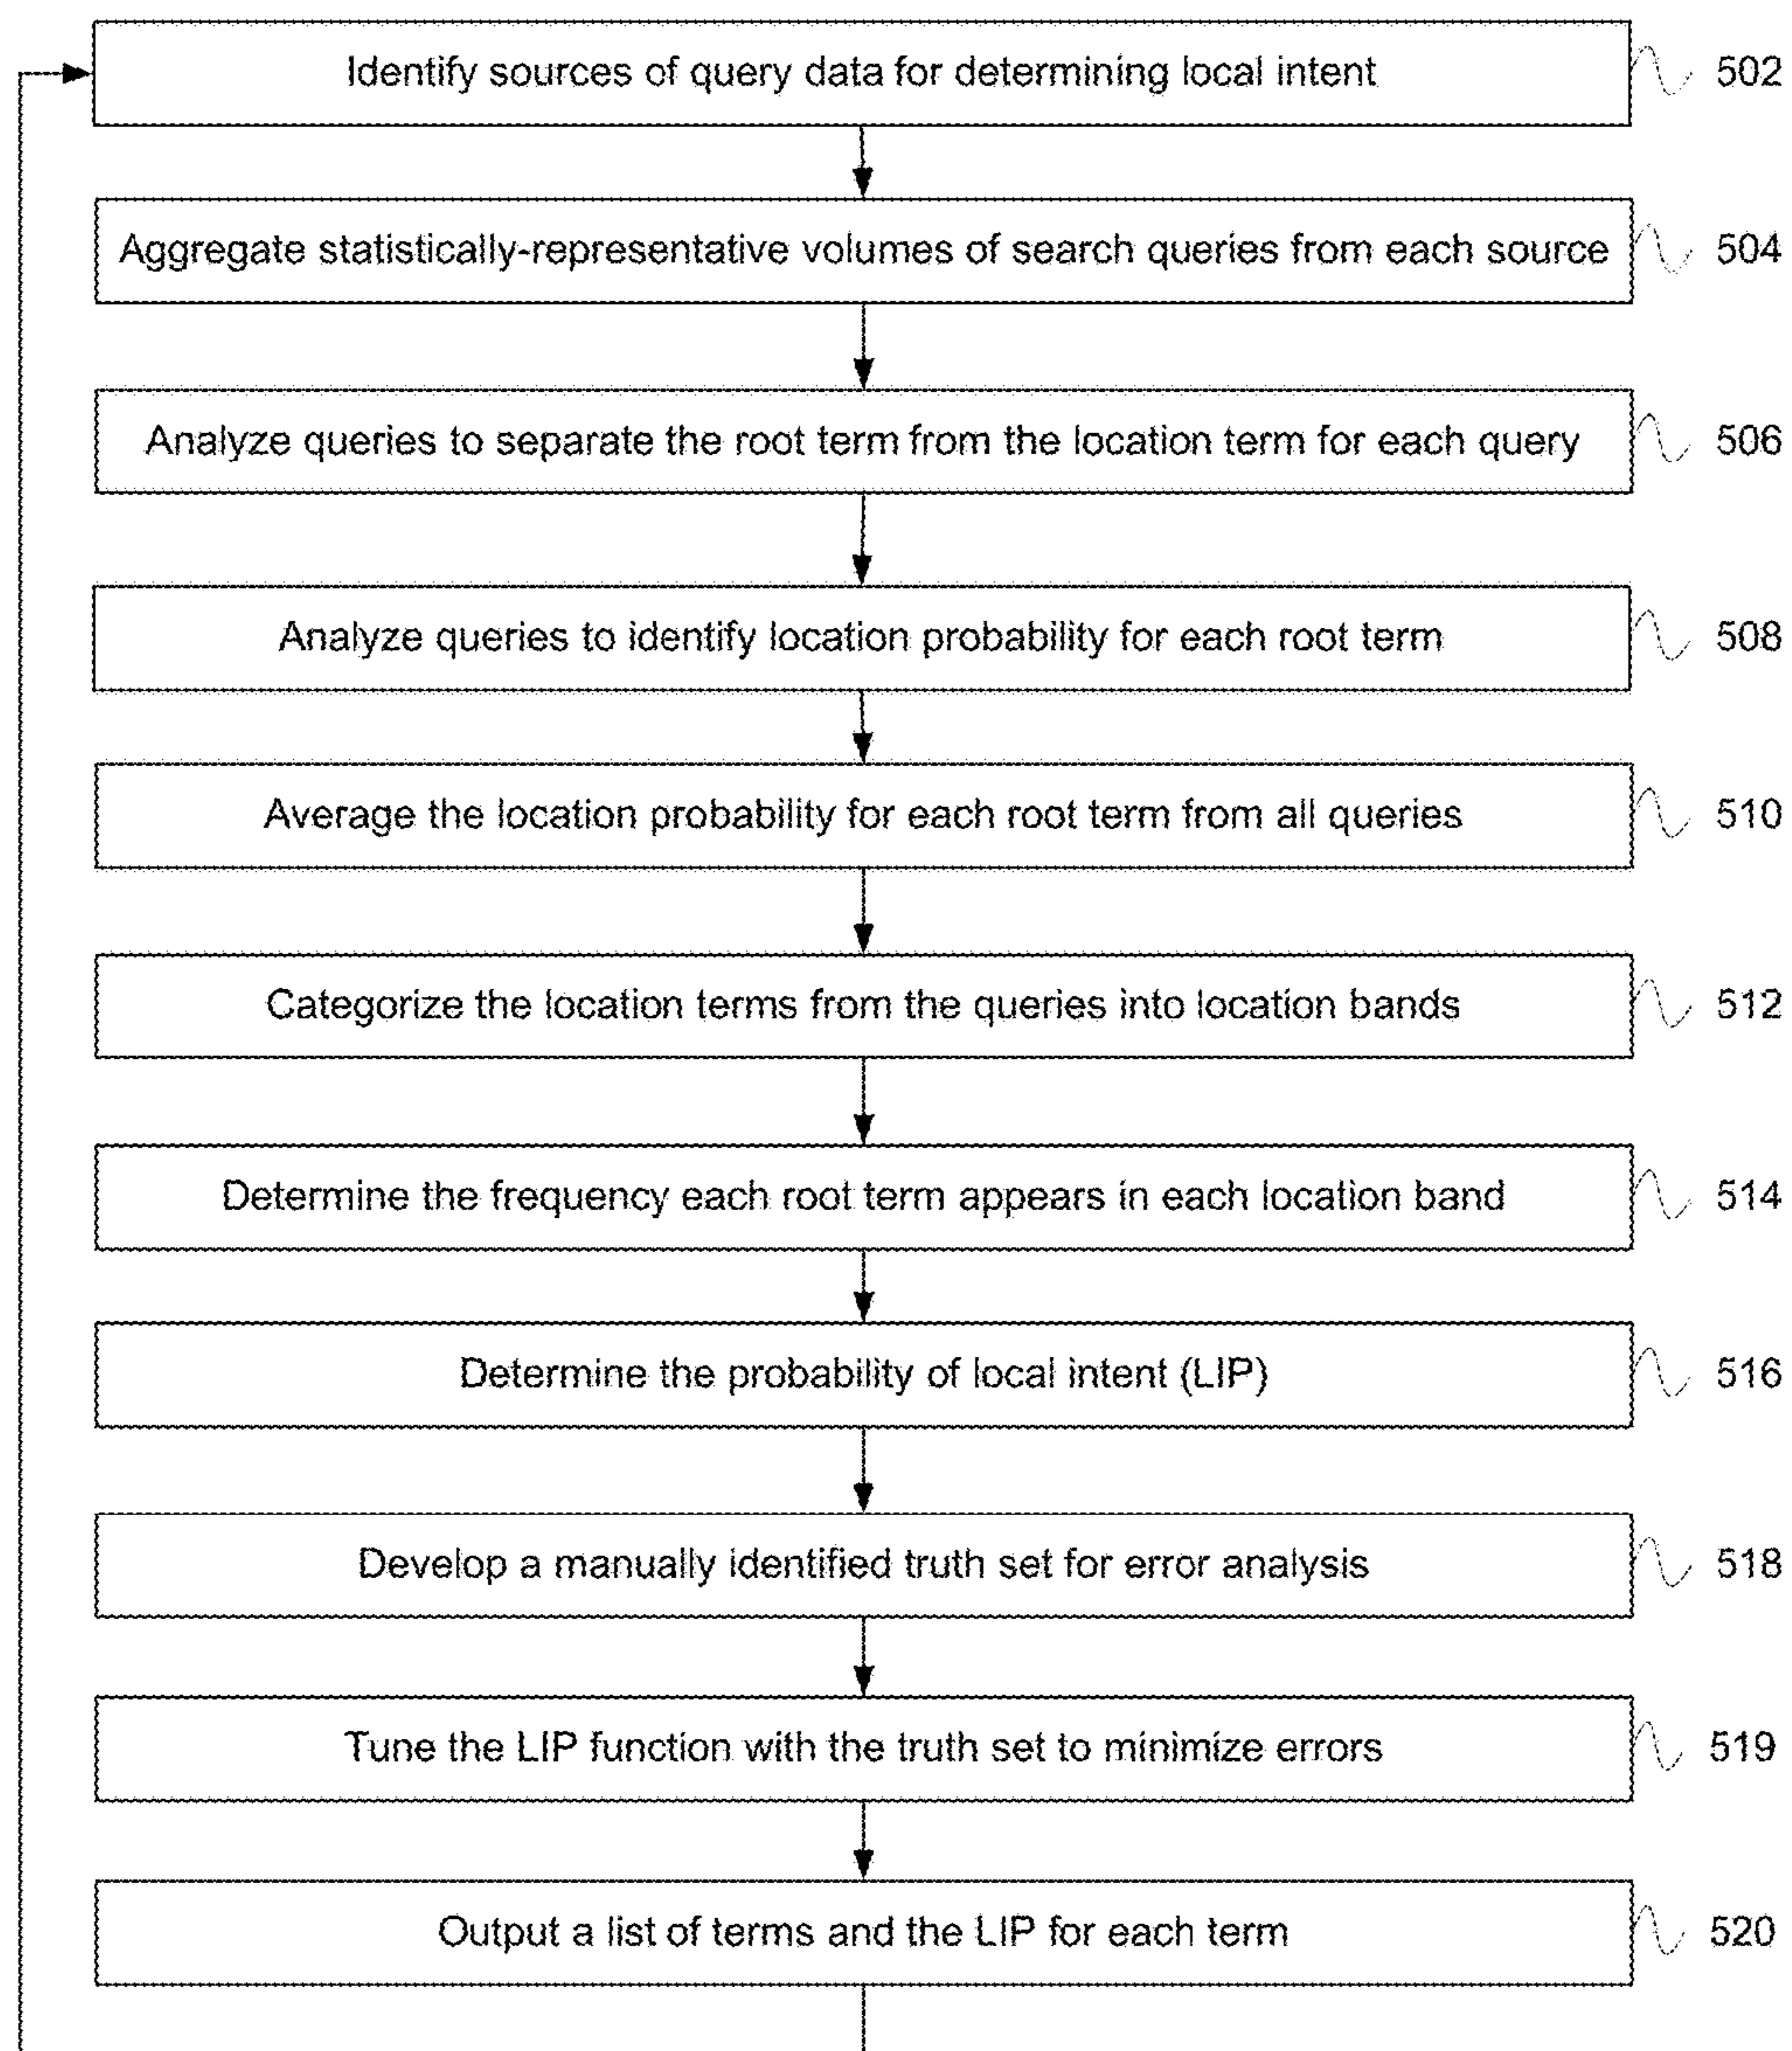 Identify sources of query data for determining local intent 502
Aggregate statistically-representative volumes of search queries from each source 504
Analyze queries to separate the root term from the location term for each query 506
Analyze queries to identify location probability for each root term 508
Average the location probability for each root term from all queries 510
Categorize the location terms from the queries into location bands 512
Determine the frequency each root term appears in each location band 514
Determine the probability of local intent (LIP) 516
Develop a manually identified truth set for error analysis 518
Tune the LIP function with the truth set to minimize errors 519
Output a list of terms and the LIP for each term 520